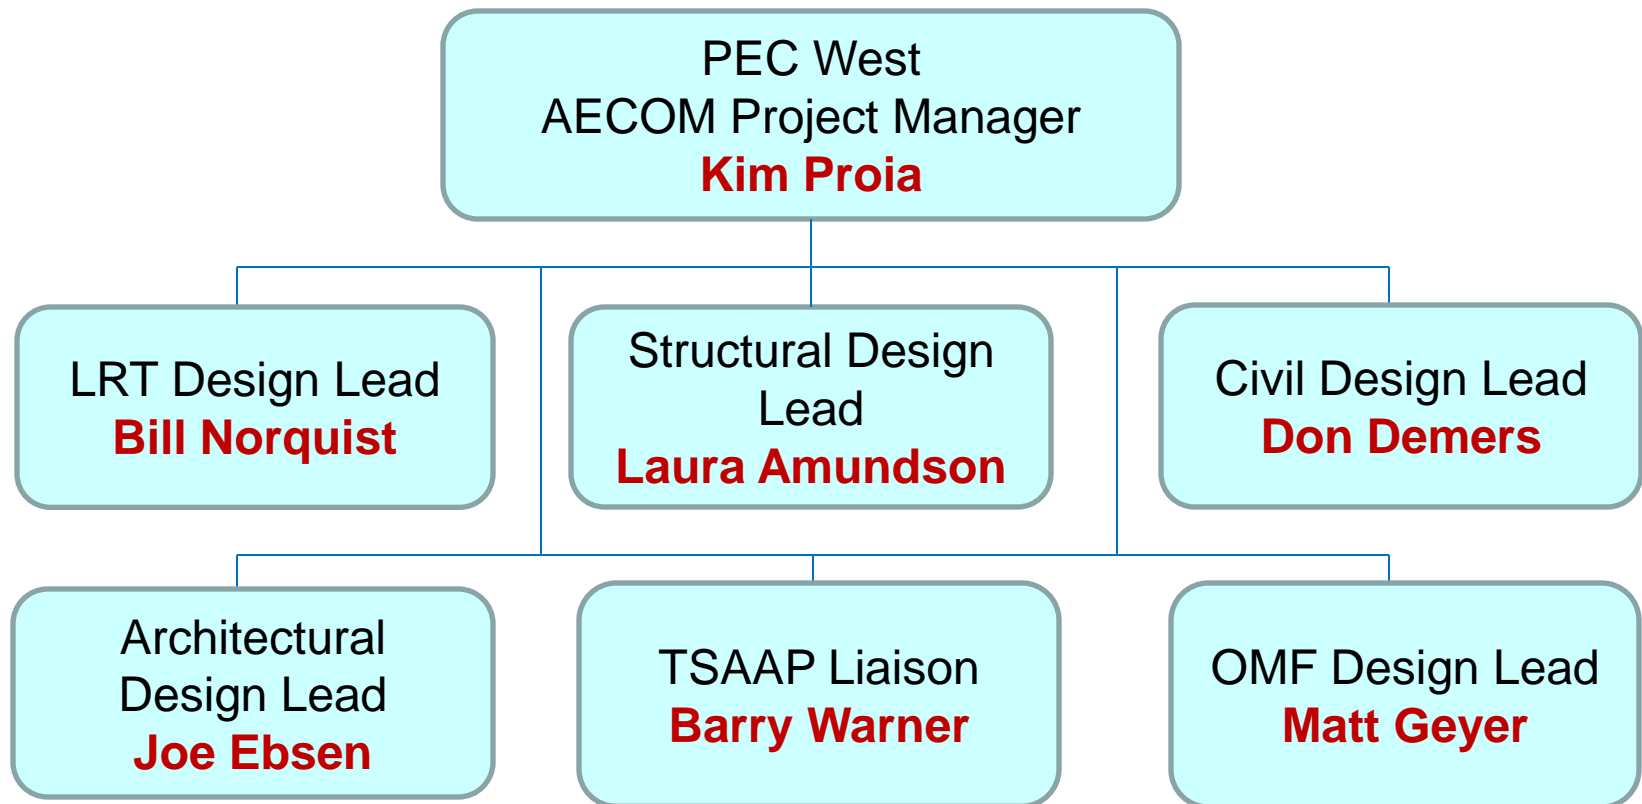 PEC West
AECOM Project Manager
Kim Proia
LRT Design Lead
Bill Norquist
Structural Design
Lead
Laura Amundson
Civil Design Lead
Don Demers
Architectural
Design Lead
Joe Ebsen
TSAAP Liaison
Barry Warner
OMF Design Lead
Matt Geyer